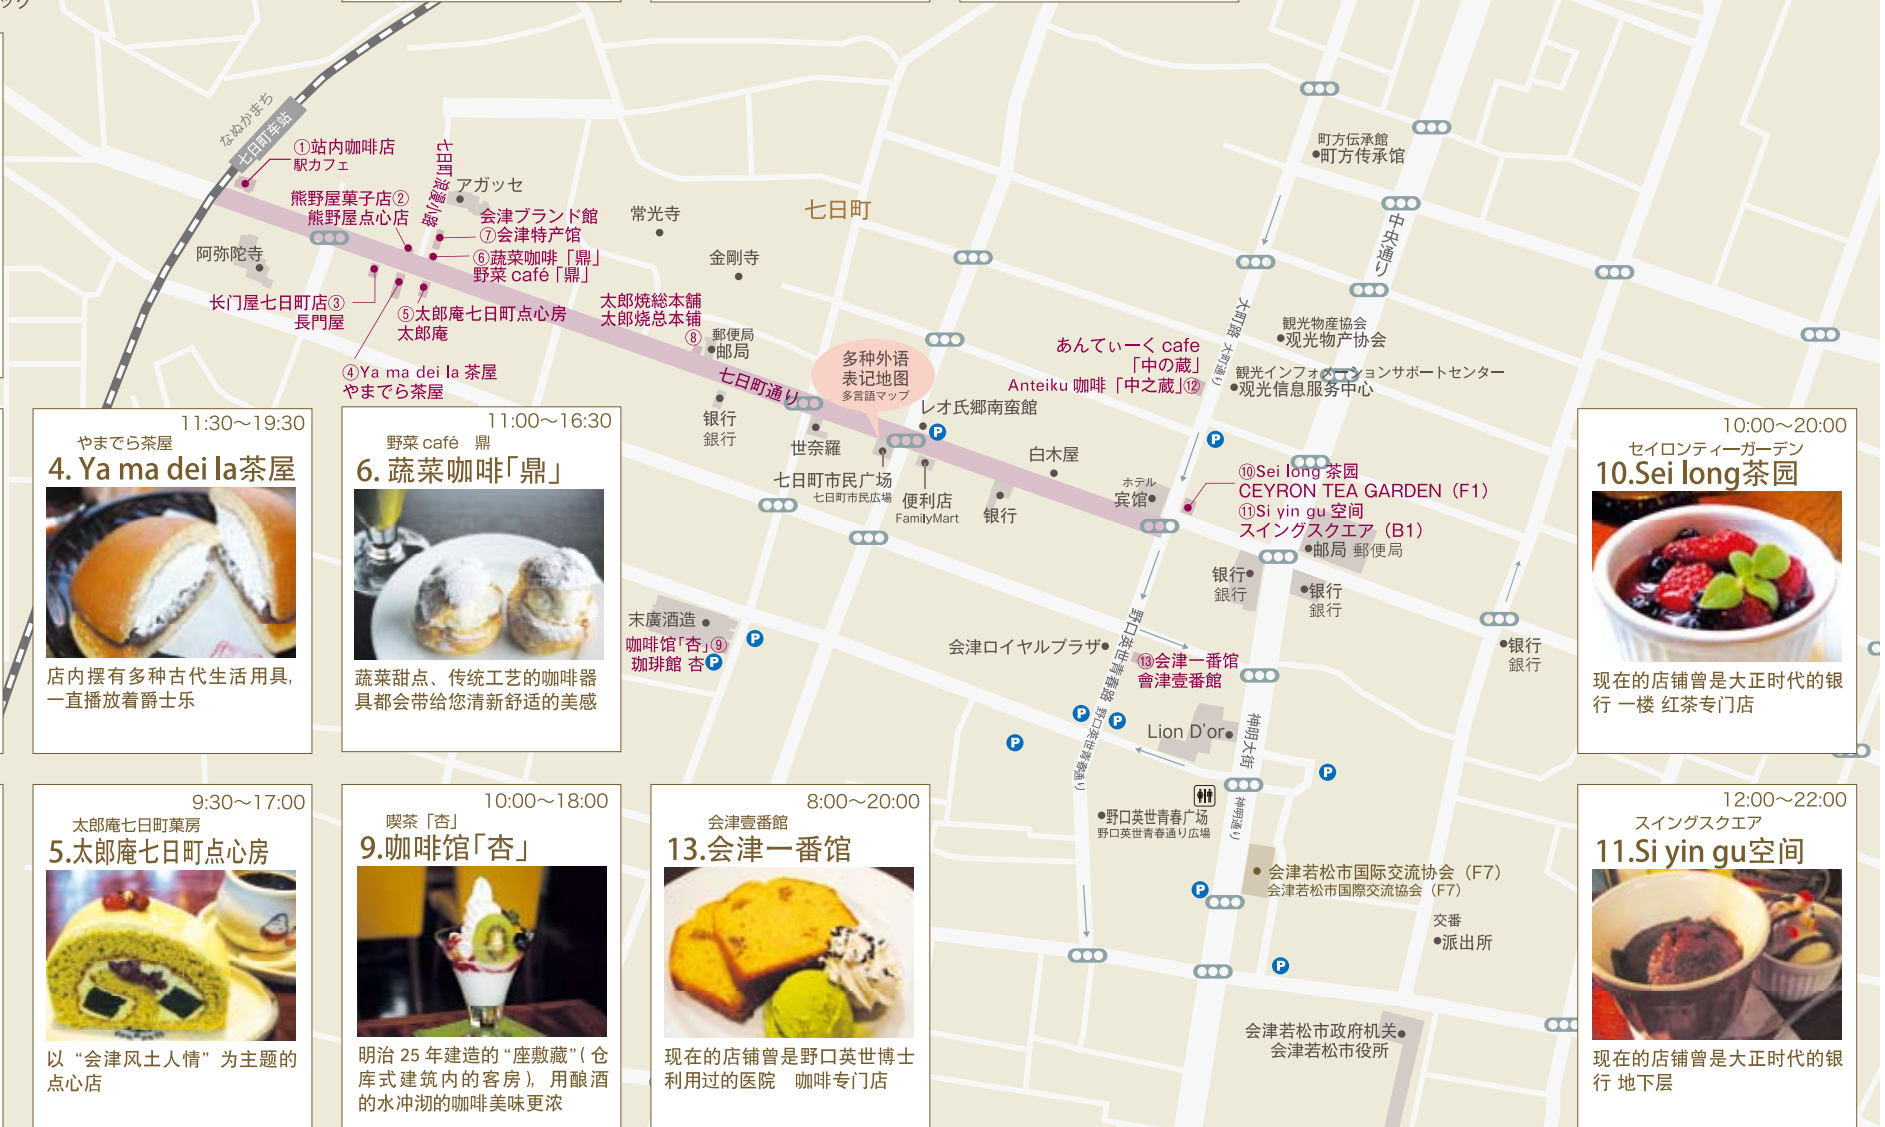 ック
なぬかまち
七日町车站
①站内咖啡店
駅カフェ
七日町浪漫小路
アガッセ
熊野屋菓子店②
熊野屋点心店
会津ブランド館
⑦会津特产馆
⑥蔬菜咖啡「鼎」
野菜 café「鼎」
阿弥陀寺
长门屋七日町店③
長門屋
⑤太郎庵七日町点心房
太郎庵
④Ya ma dei la 茶屋
やまでら茶屋
常光寺
金剛寺
七日町
太郎焼総本舗
太郎烧总本铺
⑧
郵便局
邮局
七日町通り
银行
銀行
多种外语
表记地图
多言語マップ
レオ氏郷南蛮館
世奈羅
七日町市民广场
七日町市民広場
便利店
FamilyMart
银行
白木屋
ホテル
宾馆
あんてぃーく cafe
「中の蔵」
Anteiku 咖啡「中之蔵」⑫
町方伝承館
町方传承馆
中央通り
大町路 大町通り
観光物産協会
观光物产协会
観光インフォメーションサポートセンター
观光信息服务中心
⑩Sei long 茶园
CEYRON TEA GARDEN（F1）
⑪Si yin gu 空间
スイングスクエア（B1）
邮局 郵便局
银行
銀行
银行
銀行
银行
銀行
末廣酒造
咖啡馆「杏」⑨
珈琲館 杏
会津ロイヤルプラザ
野口英世青春路 野口英世青春通り
⑬会津一番馆
會津壹番館
Lion D'or
神明大街
神明通り
野口英世青春广场
野口英世青春通り広場
会津若松市国际交流协会（F7）
会津若松市国際交流協会（F7）
交番
派出所
会津若松市政府机关
会津若松市役所
P
P
P
P
P
P
P
P
P
P
11:30～19:30
やまでら茶屋
4. Ya ma dei la茶屋
店内摆有多种古代生活用具,
一直播放着爵士乐
11:00～16:30
野菜 café　鼎
6. 蔬菜咖啡「鼎」
蔬菜甜点、传统工艺的咖啡器
具都会带给您清新舒适的美感
10:00～20:00
セイロンティーガーデン
10.Sei long茶园
现在的店铺曾是大正时代的银
行 一楼 红茶专门店
9:30～17:00
太郎庵七日町菓房
5.太郎庵七日町点心房
以“会津风土人情”为主题的
点心店
10:00～18:00
喫茶「杏」
9.咖啡馆「杏」
明治 25 年建造的“座敷藏”( 仓
库式建筑内的客房 )，用酿酒
的水冲沏的咖啡美味更浓
8:00～20:00
会津壹番館
13.会津一番馆
现在的店铺曾是野口英世博士
利用过的医院　咖啡专门店
12:00～22:00
スイングスクエア
11.Si yin gu空间
现在的店铺曾是大正时代的银
行 地下层